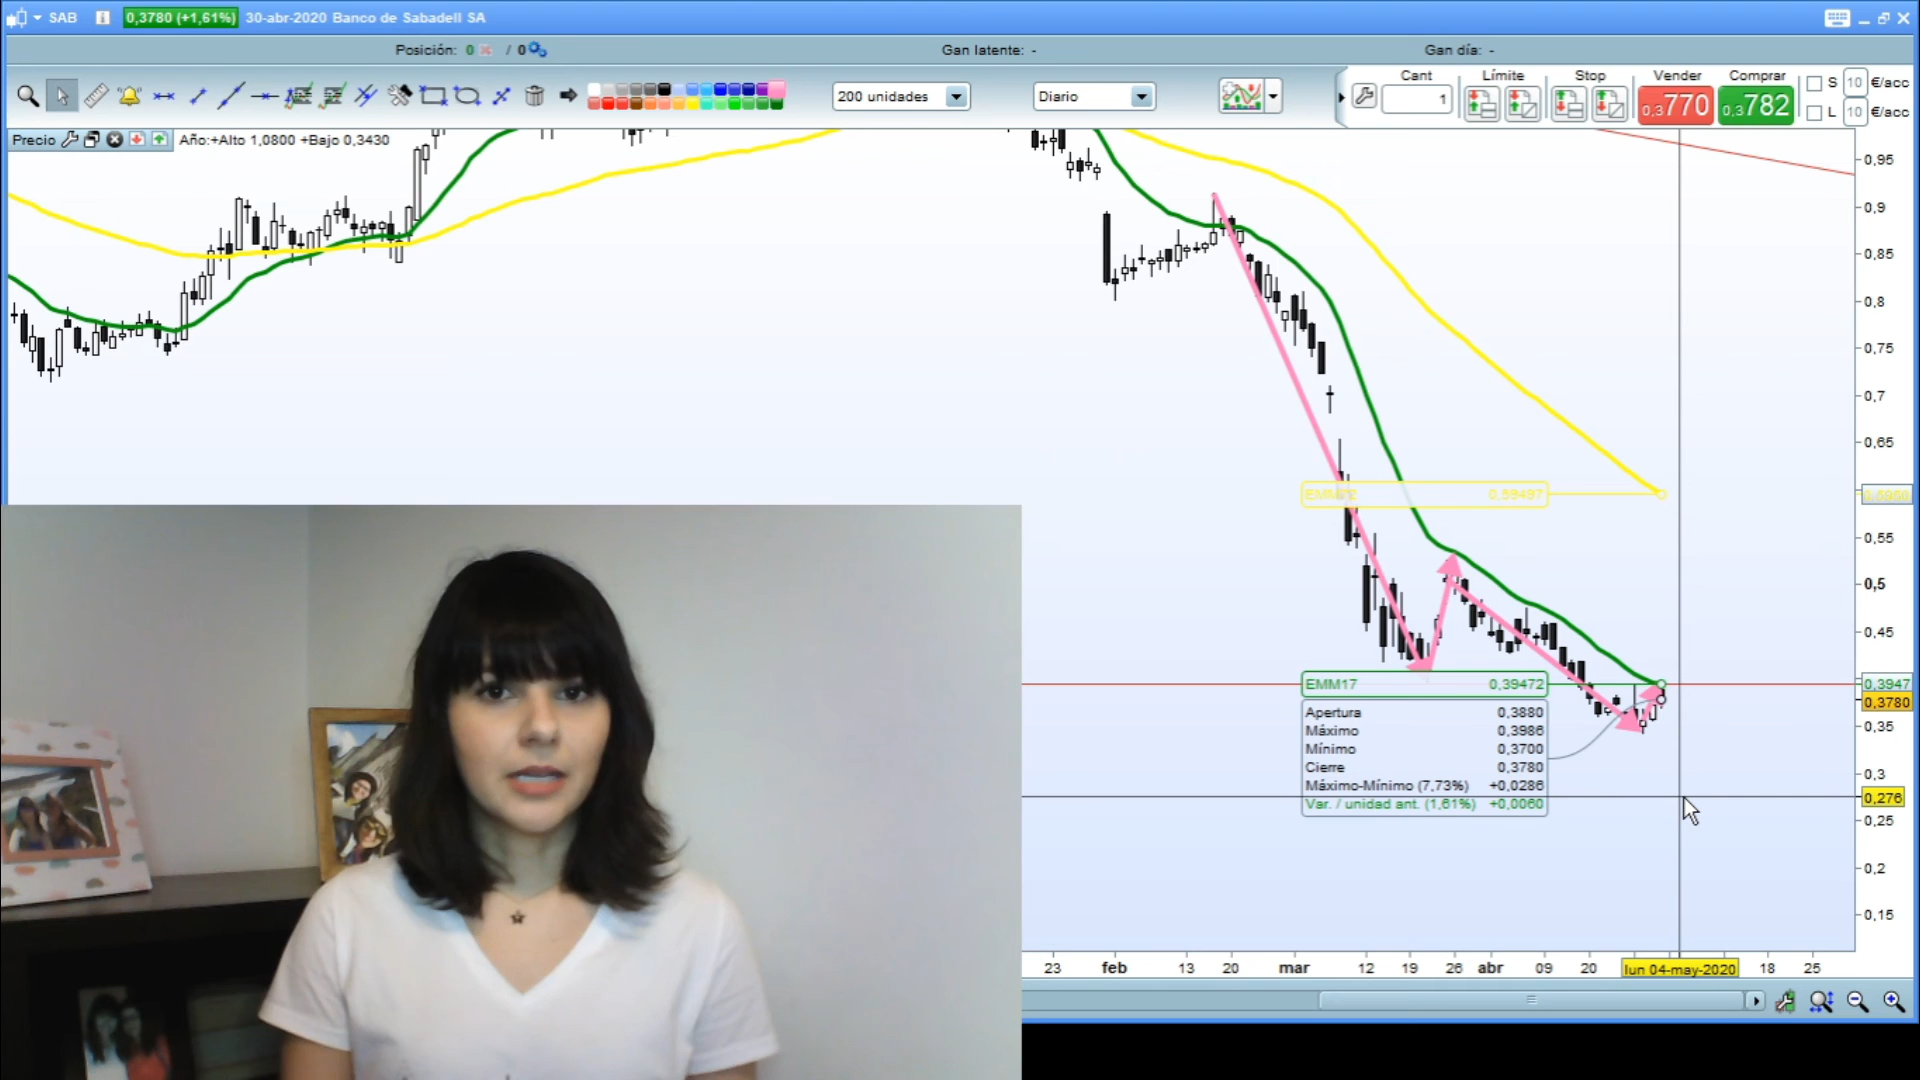 SAB 0,3780 (+1,61%) 30-abr-2020 Banco de Sabadell SA
Posición: 0 / 0 Gan latente: - Gan día: -
200 unidades Diario
Cant Límite Stop Vender Comprar
1 0,3770 0,3782
S 10 €/acc
L 10 €/acc
Precio Año:+Alto 1,0800 +Bajo 0,3430
0,95
0,9
0,85
0,8
0,75
0,7
0,65
EMM72 0,59497 0,5950
0,55
0,5
0,45
EMM17 0,39472 0,3947
0,3780
Apertura 0,3880
Máximo 0,3986
Mínimo 0,3700
Cierre 0,3780
Máximo-Mínimo (7,73%) +0,0286
Var. / unidad ant. (1,61%) +0,0060
0,35
0,3
0,276
0,25
0,2
0,15
23 feb 13 20 mar 12 19 26 abr 09 20 lun 04-may-2020 18 25